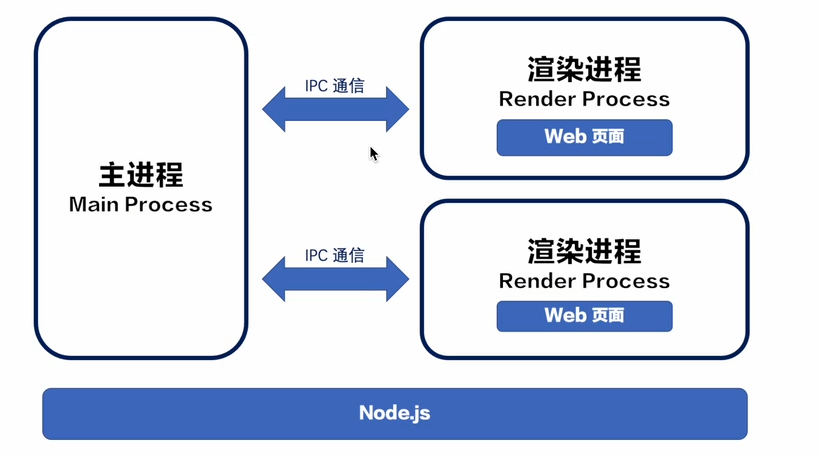 主进程
Main Process
IPC 通信
IPC 通信
渲染进程
Render Process
Web 页面
渲染进程
Render Process
Web 页面
Node.js